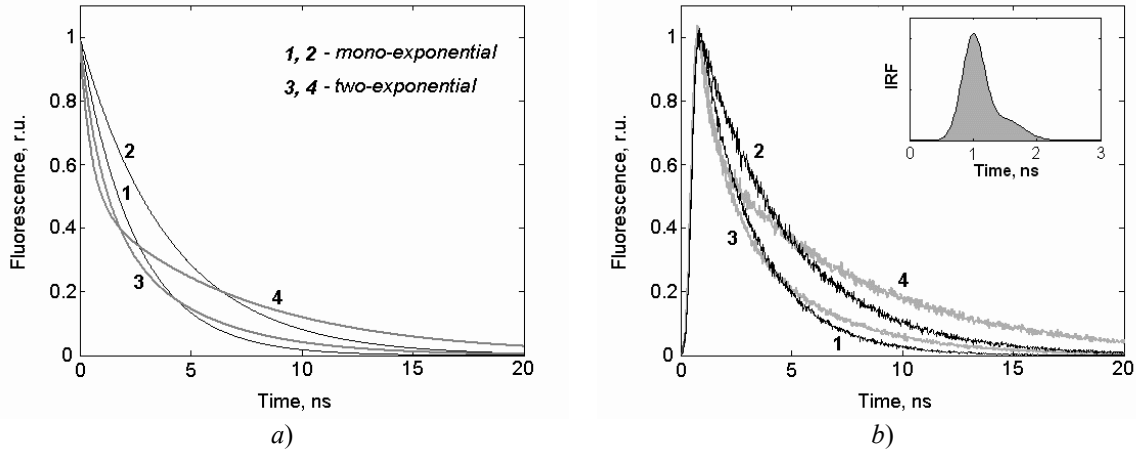 1
0.8
0.6
0.4
0.2
0
Fluorescence, r.u.
1, 2 - mono-exponential
3, 4 - two-exponential
2
1
3
4
0 5 10 15 20
Time, ns
a)
1
0.8
0.6
0.4
0.2
0
Fluorescence, r.u.
IRF
0 1 2 3
Time, ns
2
3
4
1
0 5 10 15 20
Time, ns
b)